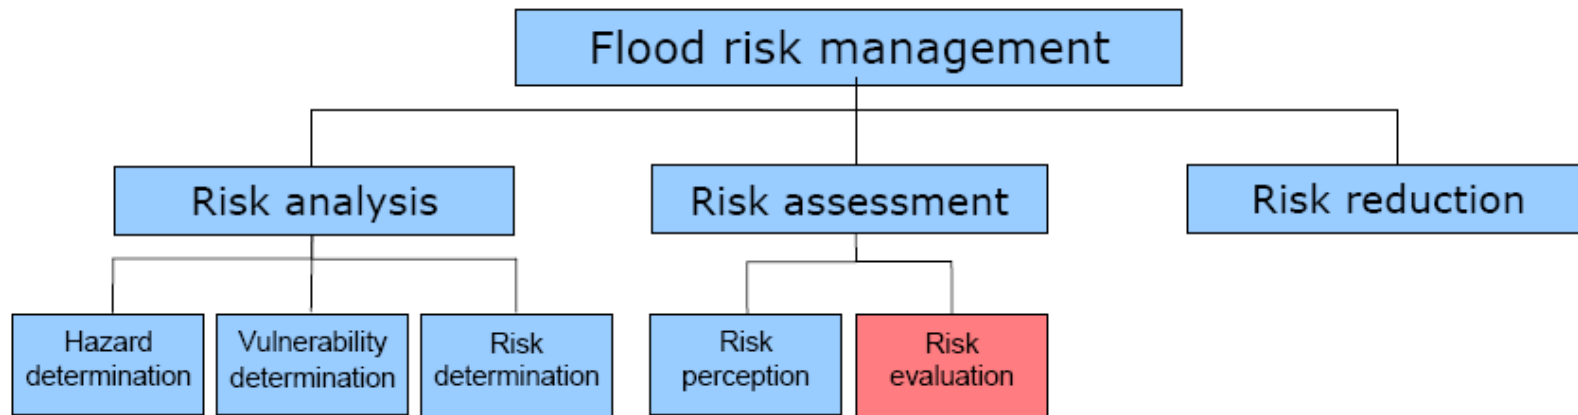 Flood risk management
Risk analysis
Risk assessment
Risk reduction
Hazard
determination
Vulnerability
determination
Risk
determination
Risk
perception
Risk
evaluation